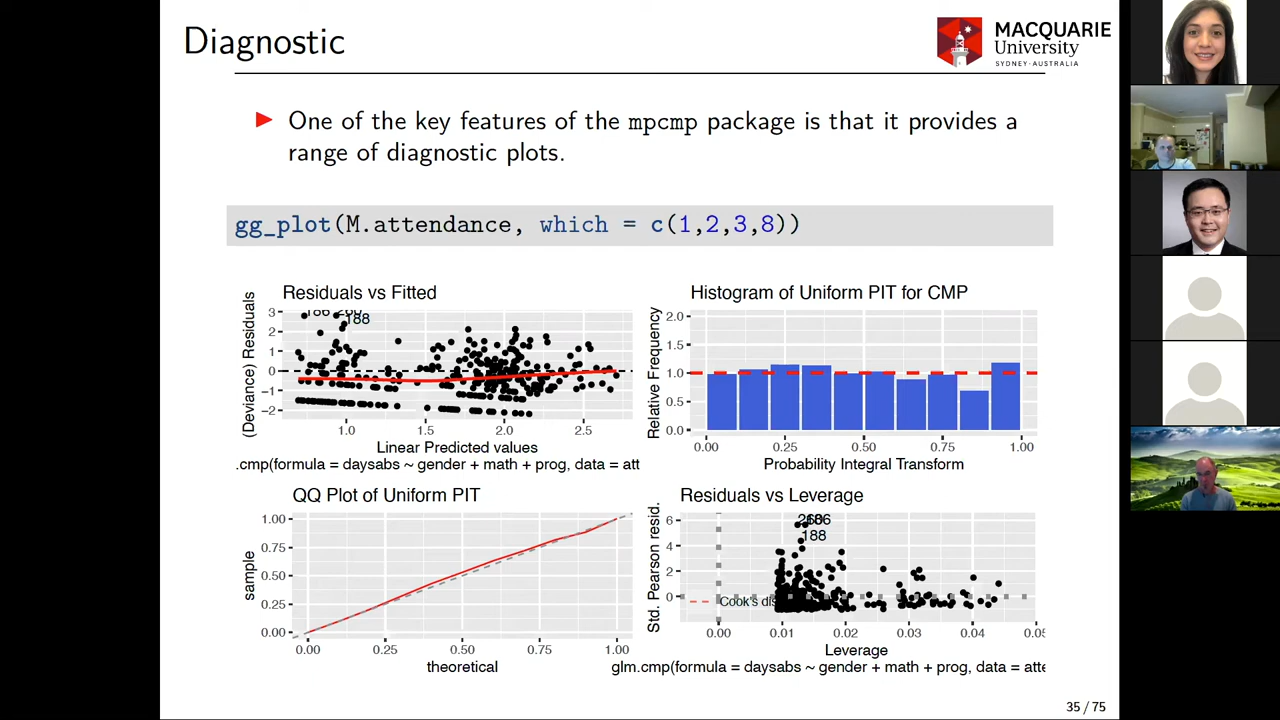 Diagnostic
MACQUARIE
University
SYDNEY·AUSTRALIA
One of the key features of the mpcmp package is that it provides a
range of diagnostic plots.
gg_plot(M.attendance, which = c(1,2,3,8))
Residuals vs Fitted
(Deviance) Residuals
3
2
1
0
−1
−2
186
188
1.0
1.5
2.0
2.5
Linear Predicted values
.cmp(formula = daysabs ~ gender + math + prog, data = att
Histogram of Uniform PIT for CMP
Relative Frequency
2.0
1.5
1.0
0.5
0.0
0.00
0.25
0.50
0.75
1.00
Probability Integral Transform
QQ Plot of Uniform PIT
sample
1.00
0.75
0.50
0.25
0.00
0.00
0.25
0.50
0.75
1.00
theoretical
Residuals vs Leverage
Std. Pearson resid.
6
4
2
0
188
Cook's dis
0.00
0.01
0.02
0.03
0.04
0.05
Leverage
glm.cmp(formula = daysabs ~ gender + math + prog, data = atte
35 / 75